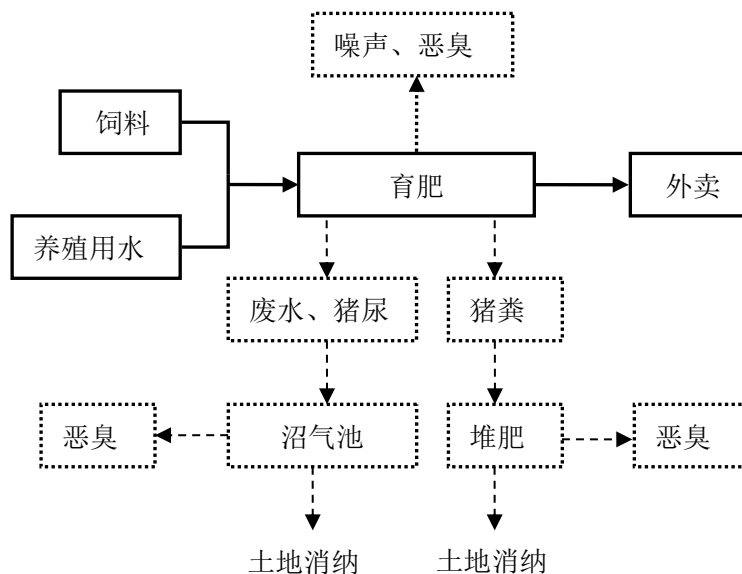 噪声、恶臭
饲料
育肥
外卖
养殖用水
废水、猪尿
猪粪
恶臭
沼气池
堆肥
恶臭
土地消纳
土地消纳